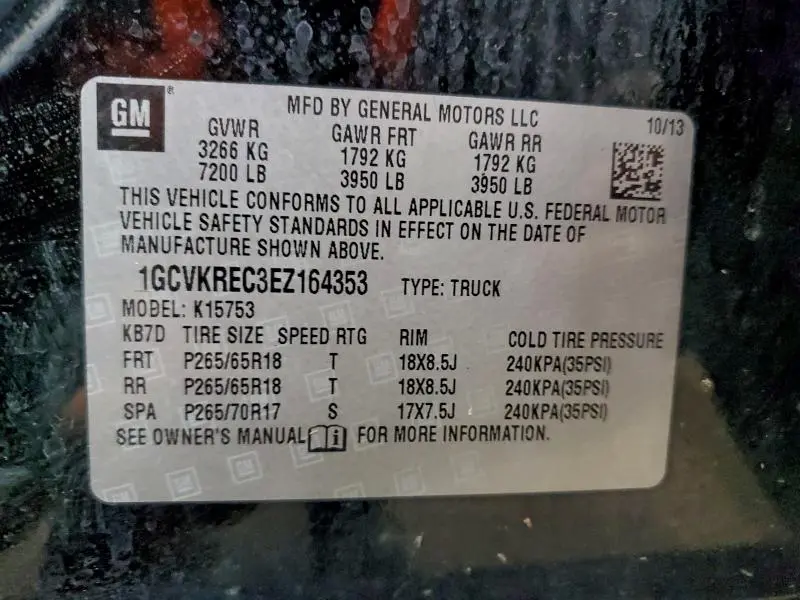 GM
MFD BY GENERAL MOTORS LLC
10/13
GVWR GAWR FRT GAWR RR
3266 KG 1792 KG 1792 KG
7200 LB 3950 LB 3950 LB
THIS VEHICLE CONFORMS TO ALL APPLICABLE U.S. FEDERAL MOTOR
VEHICLE SAFETY STANDARDS IN EFFECT ON THE DATE OF
MANUFACTURE SHOWN ABOVE.
1GCVKREC3EZ164353 TYPE: TRUCK
MODEL: K15753
KB7D TIRE SIZE SPEED RTG RIM COLD TIRE PRESSURE
FRT P265/65R18 T 18X8.5J 240KPA(35PSI)
RR P265/65R18 T 18X8.5J 240KPA(35PSI)
SPA P265/70R17 S 17X7.5J 240KPA(35PSI)
SEE OWNER'S MANUAL FOR MORE INFORMATION.